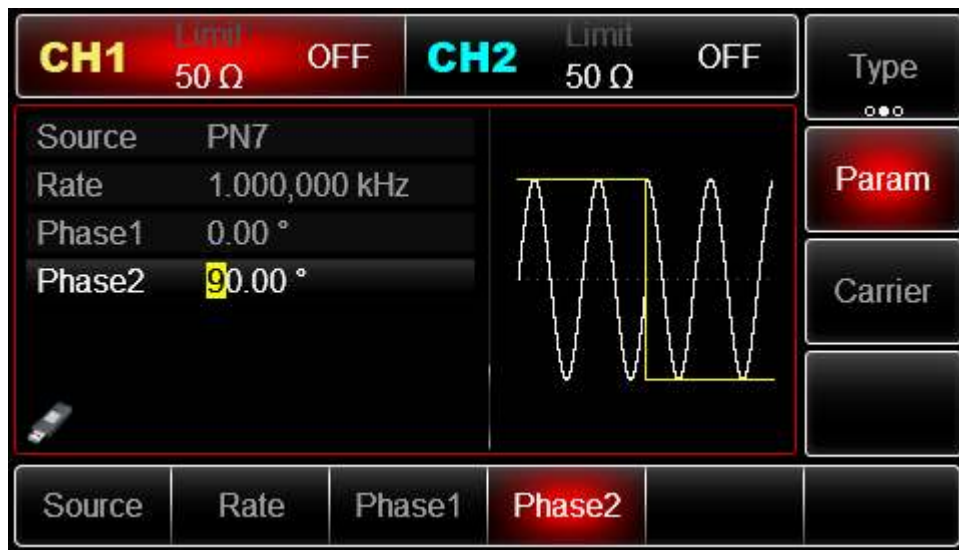 CH1 Limit 50 Ω OFF
CH2 Limit 50 Ω OFF
Type
Source PN7
Rate 1.000,000 kHz
Phase1 0.00 °
Phase2 90.00 °
Param
Carrier
Source Rate Phase1 Phase2